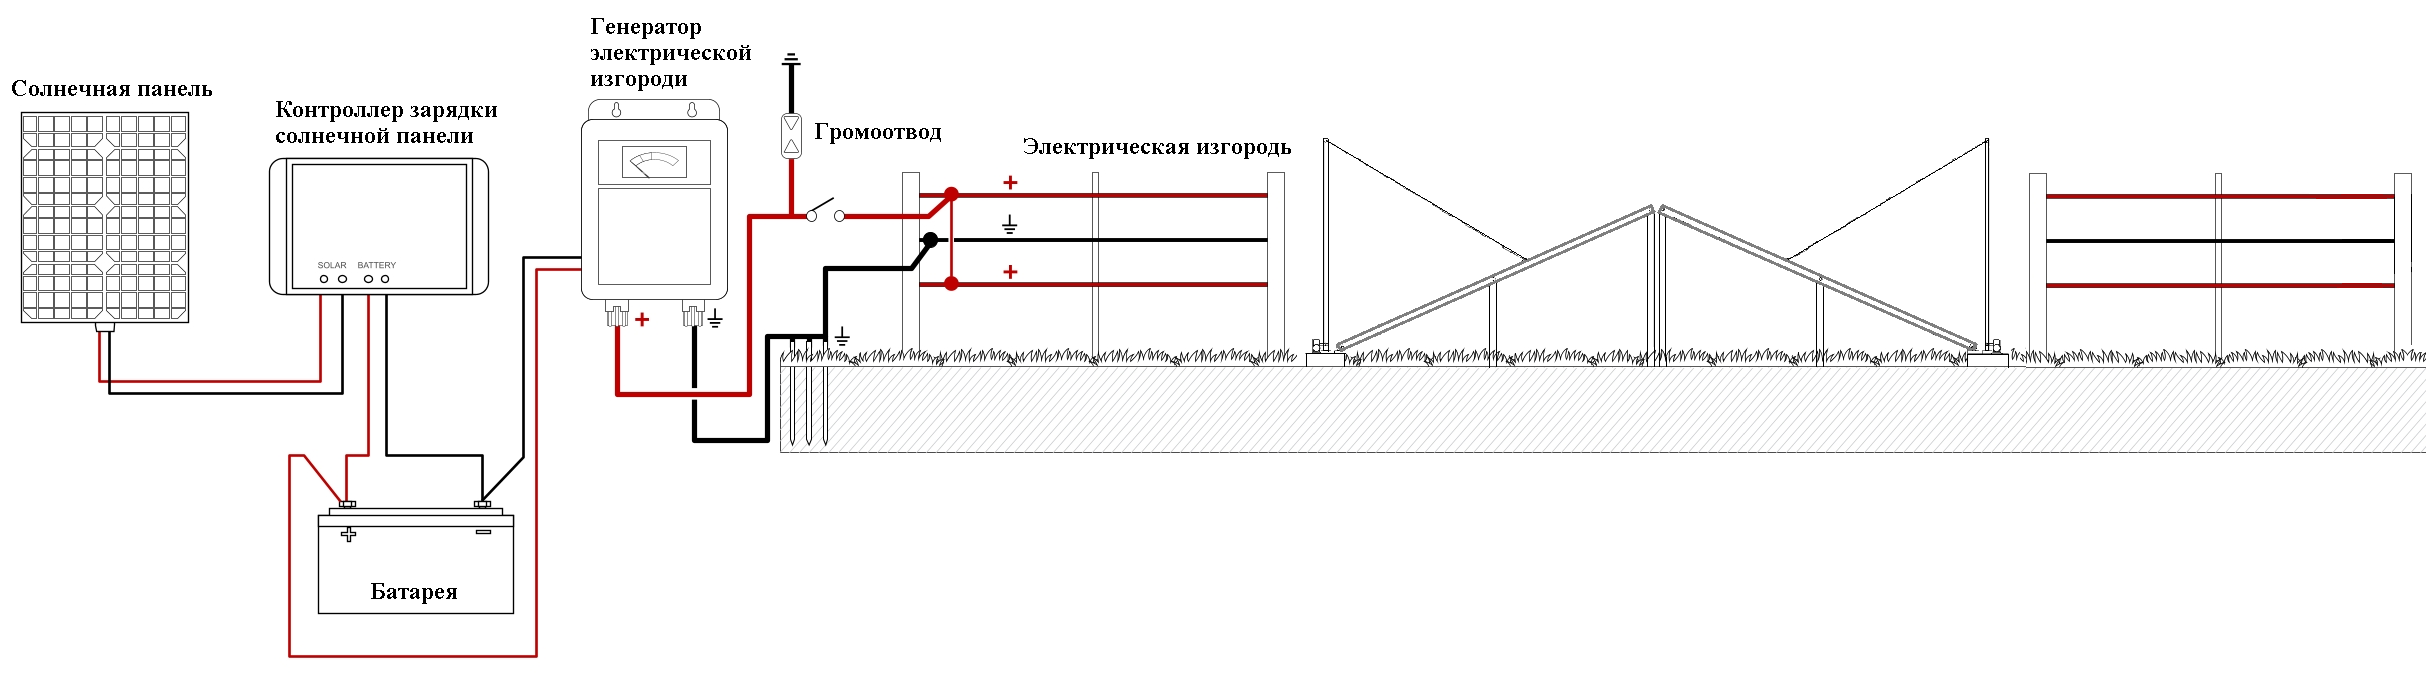 Солнечная панель
Контроллер зарядки
солнечной панели
SOLAR BATTERY
Батарея
Генератор
электрической
изгороди
+
Громоотвод
Электрическая изгородь
+
+
+ −